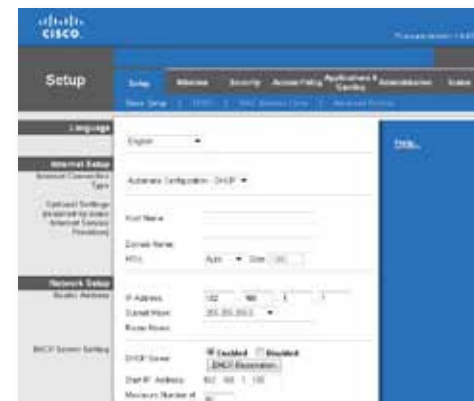 CISCO
Setup
Setup Wireless Security Access Policy Applications & Gaming Administration Status
Basic Setup | DDNS | MAC Address Clone | Advanced Routing
Language
English
Help...
Internet Setup
Internet Connection Type
Automatic Configuration - DHCP
Optional Settings (required by some Internet Service Providers)
Host Name:
Domain Name:
MTU: Auto Size:
Network Setup
Router Address
IP Address: 192 . 168 . 1 . 1
Subnet Mask: 255.255.255.0
Router Name:
DHCP Server Setting
DHCP Server: Enabled Disabled
DHCP Reservation
Start IP Address: 192 . 168 . 1 . 100
Maximum Number of